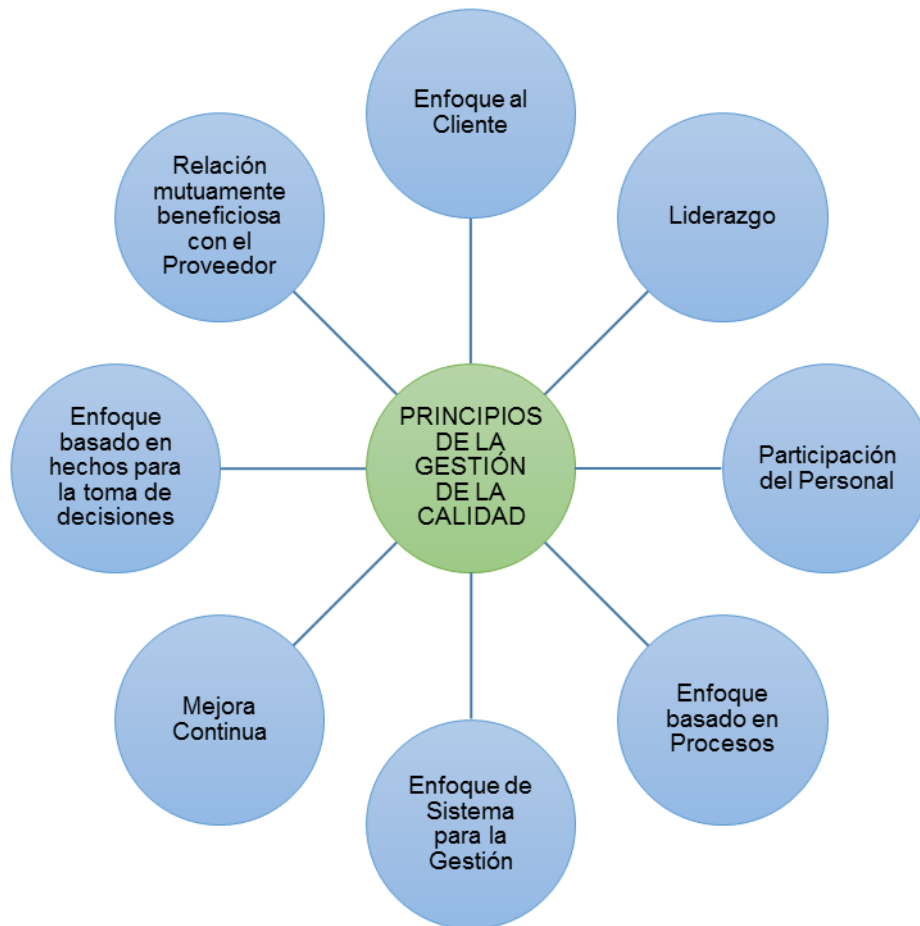 Enfoque al
Cliente
Liderazgo
Participación
del Personal
Enfoque
basado en
Procesos
Enfoque de
Sistema
para la
Gestión
Mejora
Continua
Enfoque
basado en
hechos para
la toma de
decisiones
Relación
mutuamente
beneficiosa
con el
Proveedor
PRINCIPIOS
DE LA
GESTIÓN
DE LA
CALIDAD